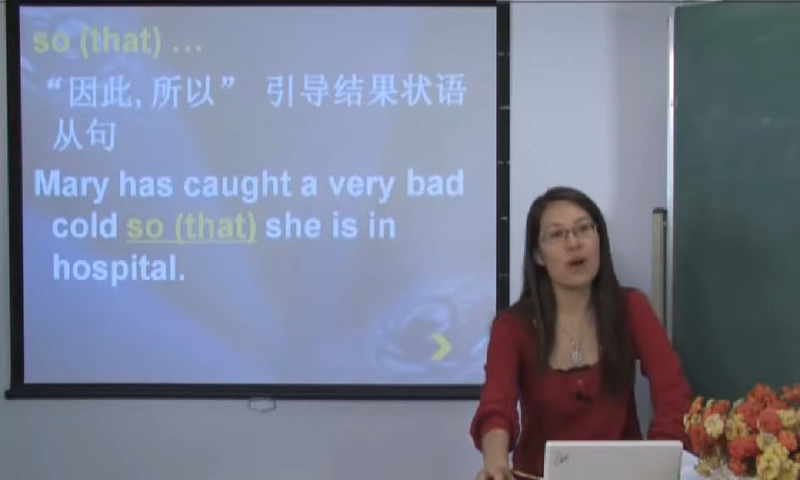 so (that) …
“因此, 所以” 引导结果状语
从句
Mary has caught a very bad
cold so (that) she is in
hospital.